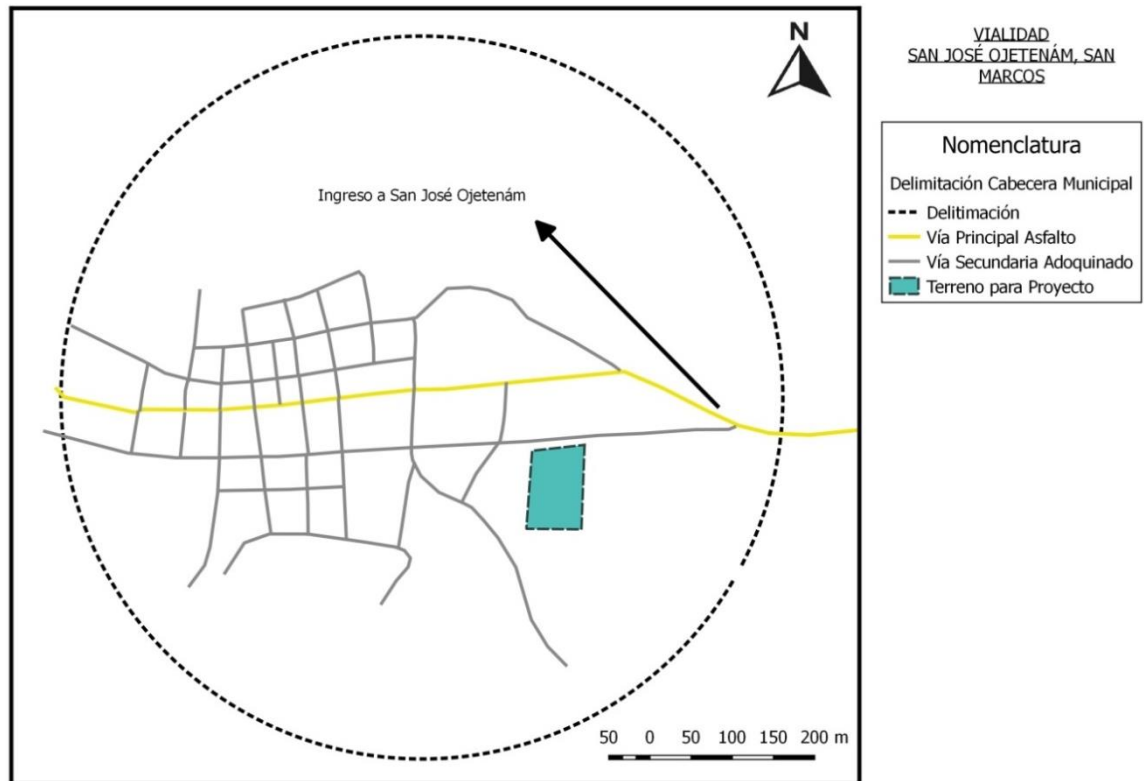 N
Ingreso a San José Ojetenám
50 0 50 100 150 200 m
VIALIDAD
SAN JOSÉ OJETENÁM, SAN
MARCOS
Nomenclatura
Delimitación Cabecera Municipal
Delitimación
Vía Principal Asfalto
Vía Secundaria Adoquinado
Terreno para Proyecto